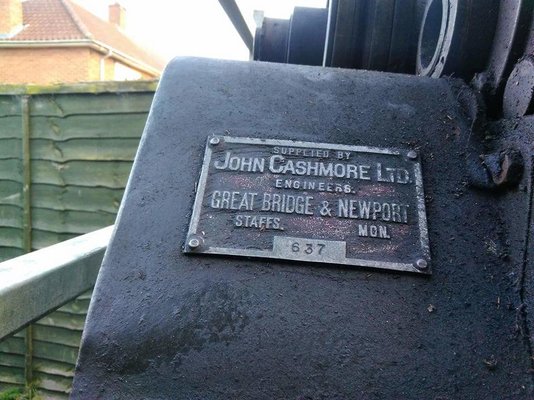 SUPPLIED BY
JOHN CASHMORE LTD.
ENGINEERS.
GREAT BRIDGE & NEWPORT
STAFFS. MON.
637